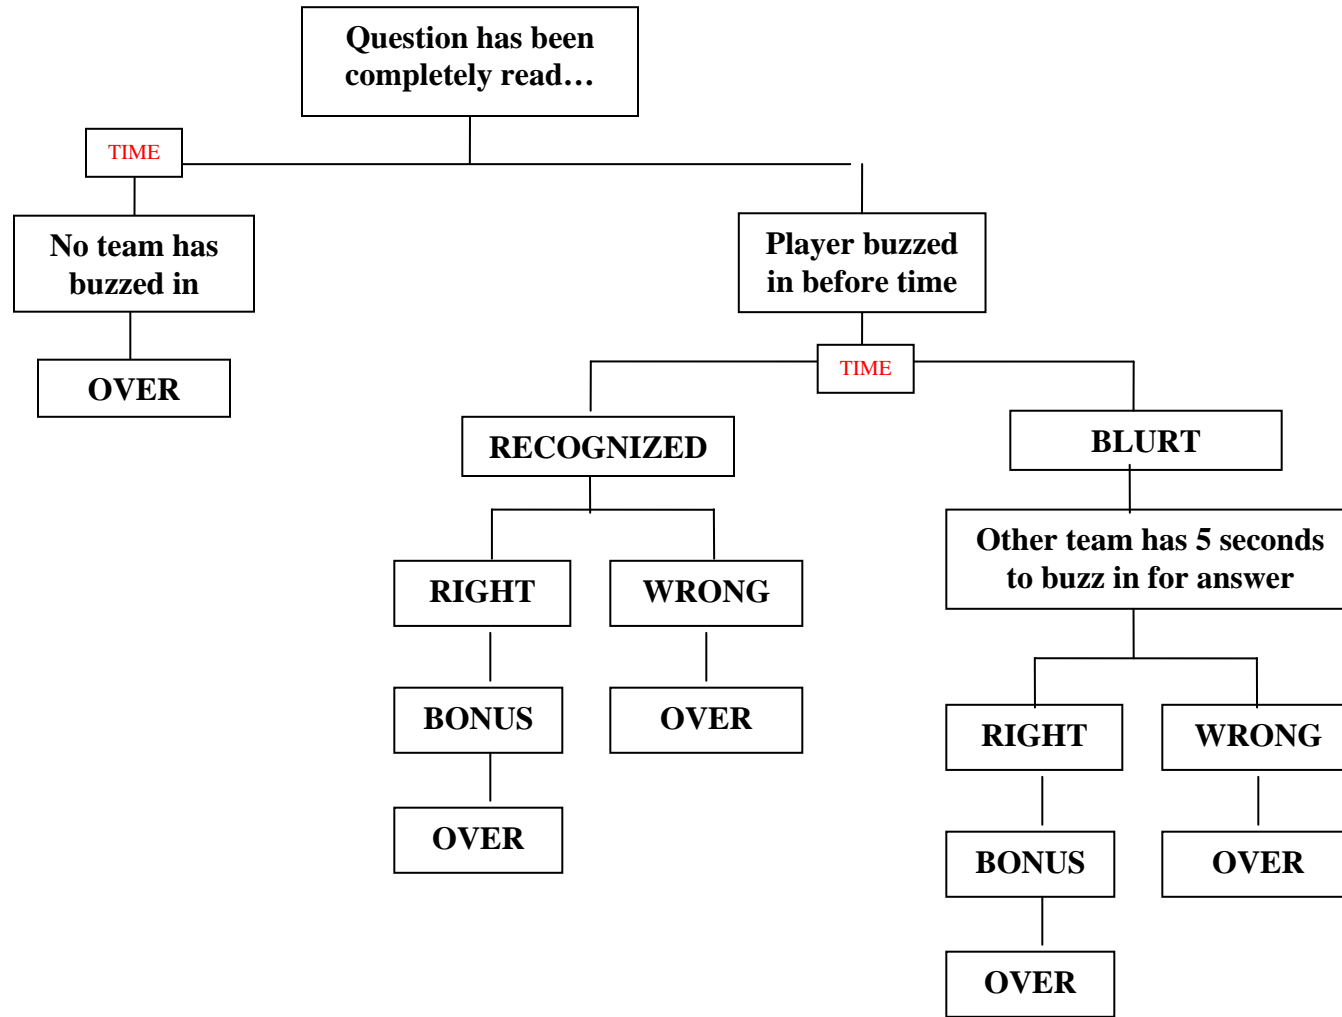 Question has been
completely read…
TIME
No team has
buzzed in
Player buzzed
in before time
OVER
TIME
RECOGNIZED
BLURT
Other team has 5 seconds
to buzz in for answer
RIGHT
WRONG
BONUS
OVER
RIGHT
WRONG
OVER
BONUS
OVER
OVER